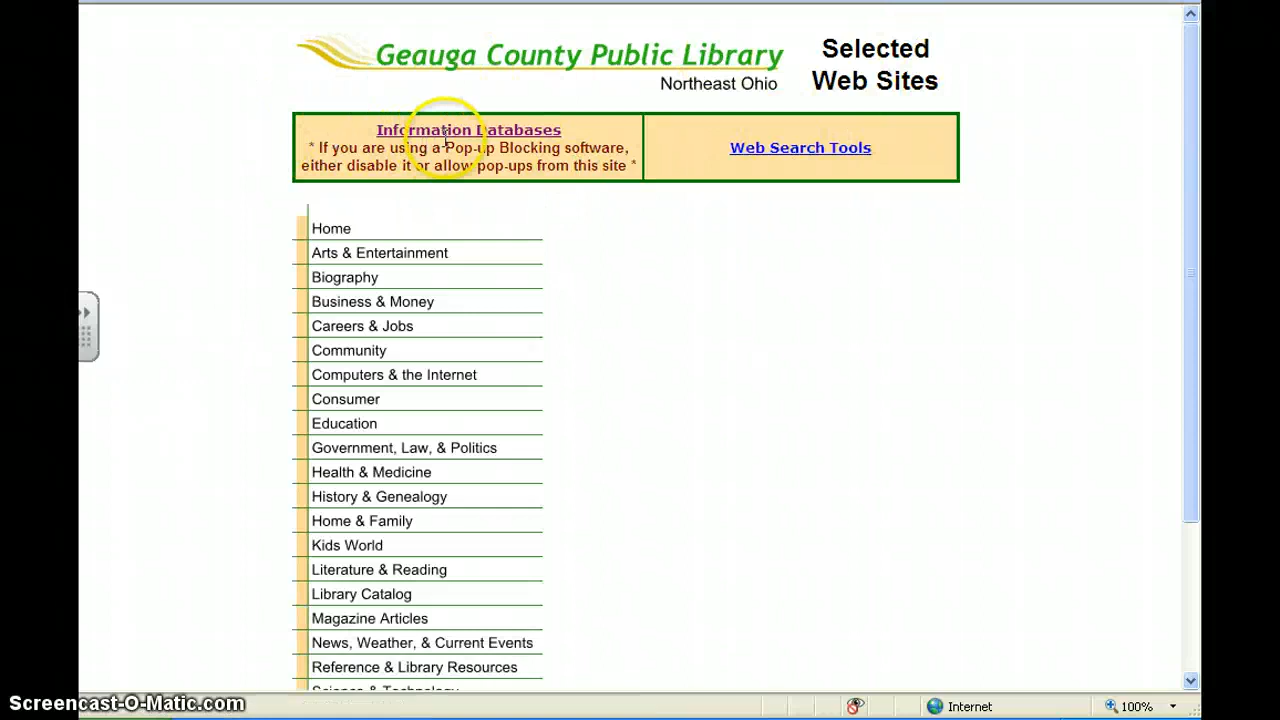 Geauga County Public Library
Northeast Ohio
Selected
Web Sites
Information Databases
* If you are using a Pop-up Blocking software,
either disable it or allow pop-ups from this site *
Web Search Tools
Home
Arts & Entertainment
Biography
Business & Money
Careers & Jobs
Community
Computers & the Internet
Consumer
Education
Government, Law, & Politics
Health & Medicine
History & Genealogy
Home & Family
Kids World
Literature & Reading
Library Catalog
Magazine Articles
News, Weather, & Current Events
Reference & Library Resources
Science & Technology
Screencast-O-Matic.com
Internet
100%